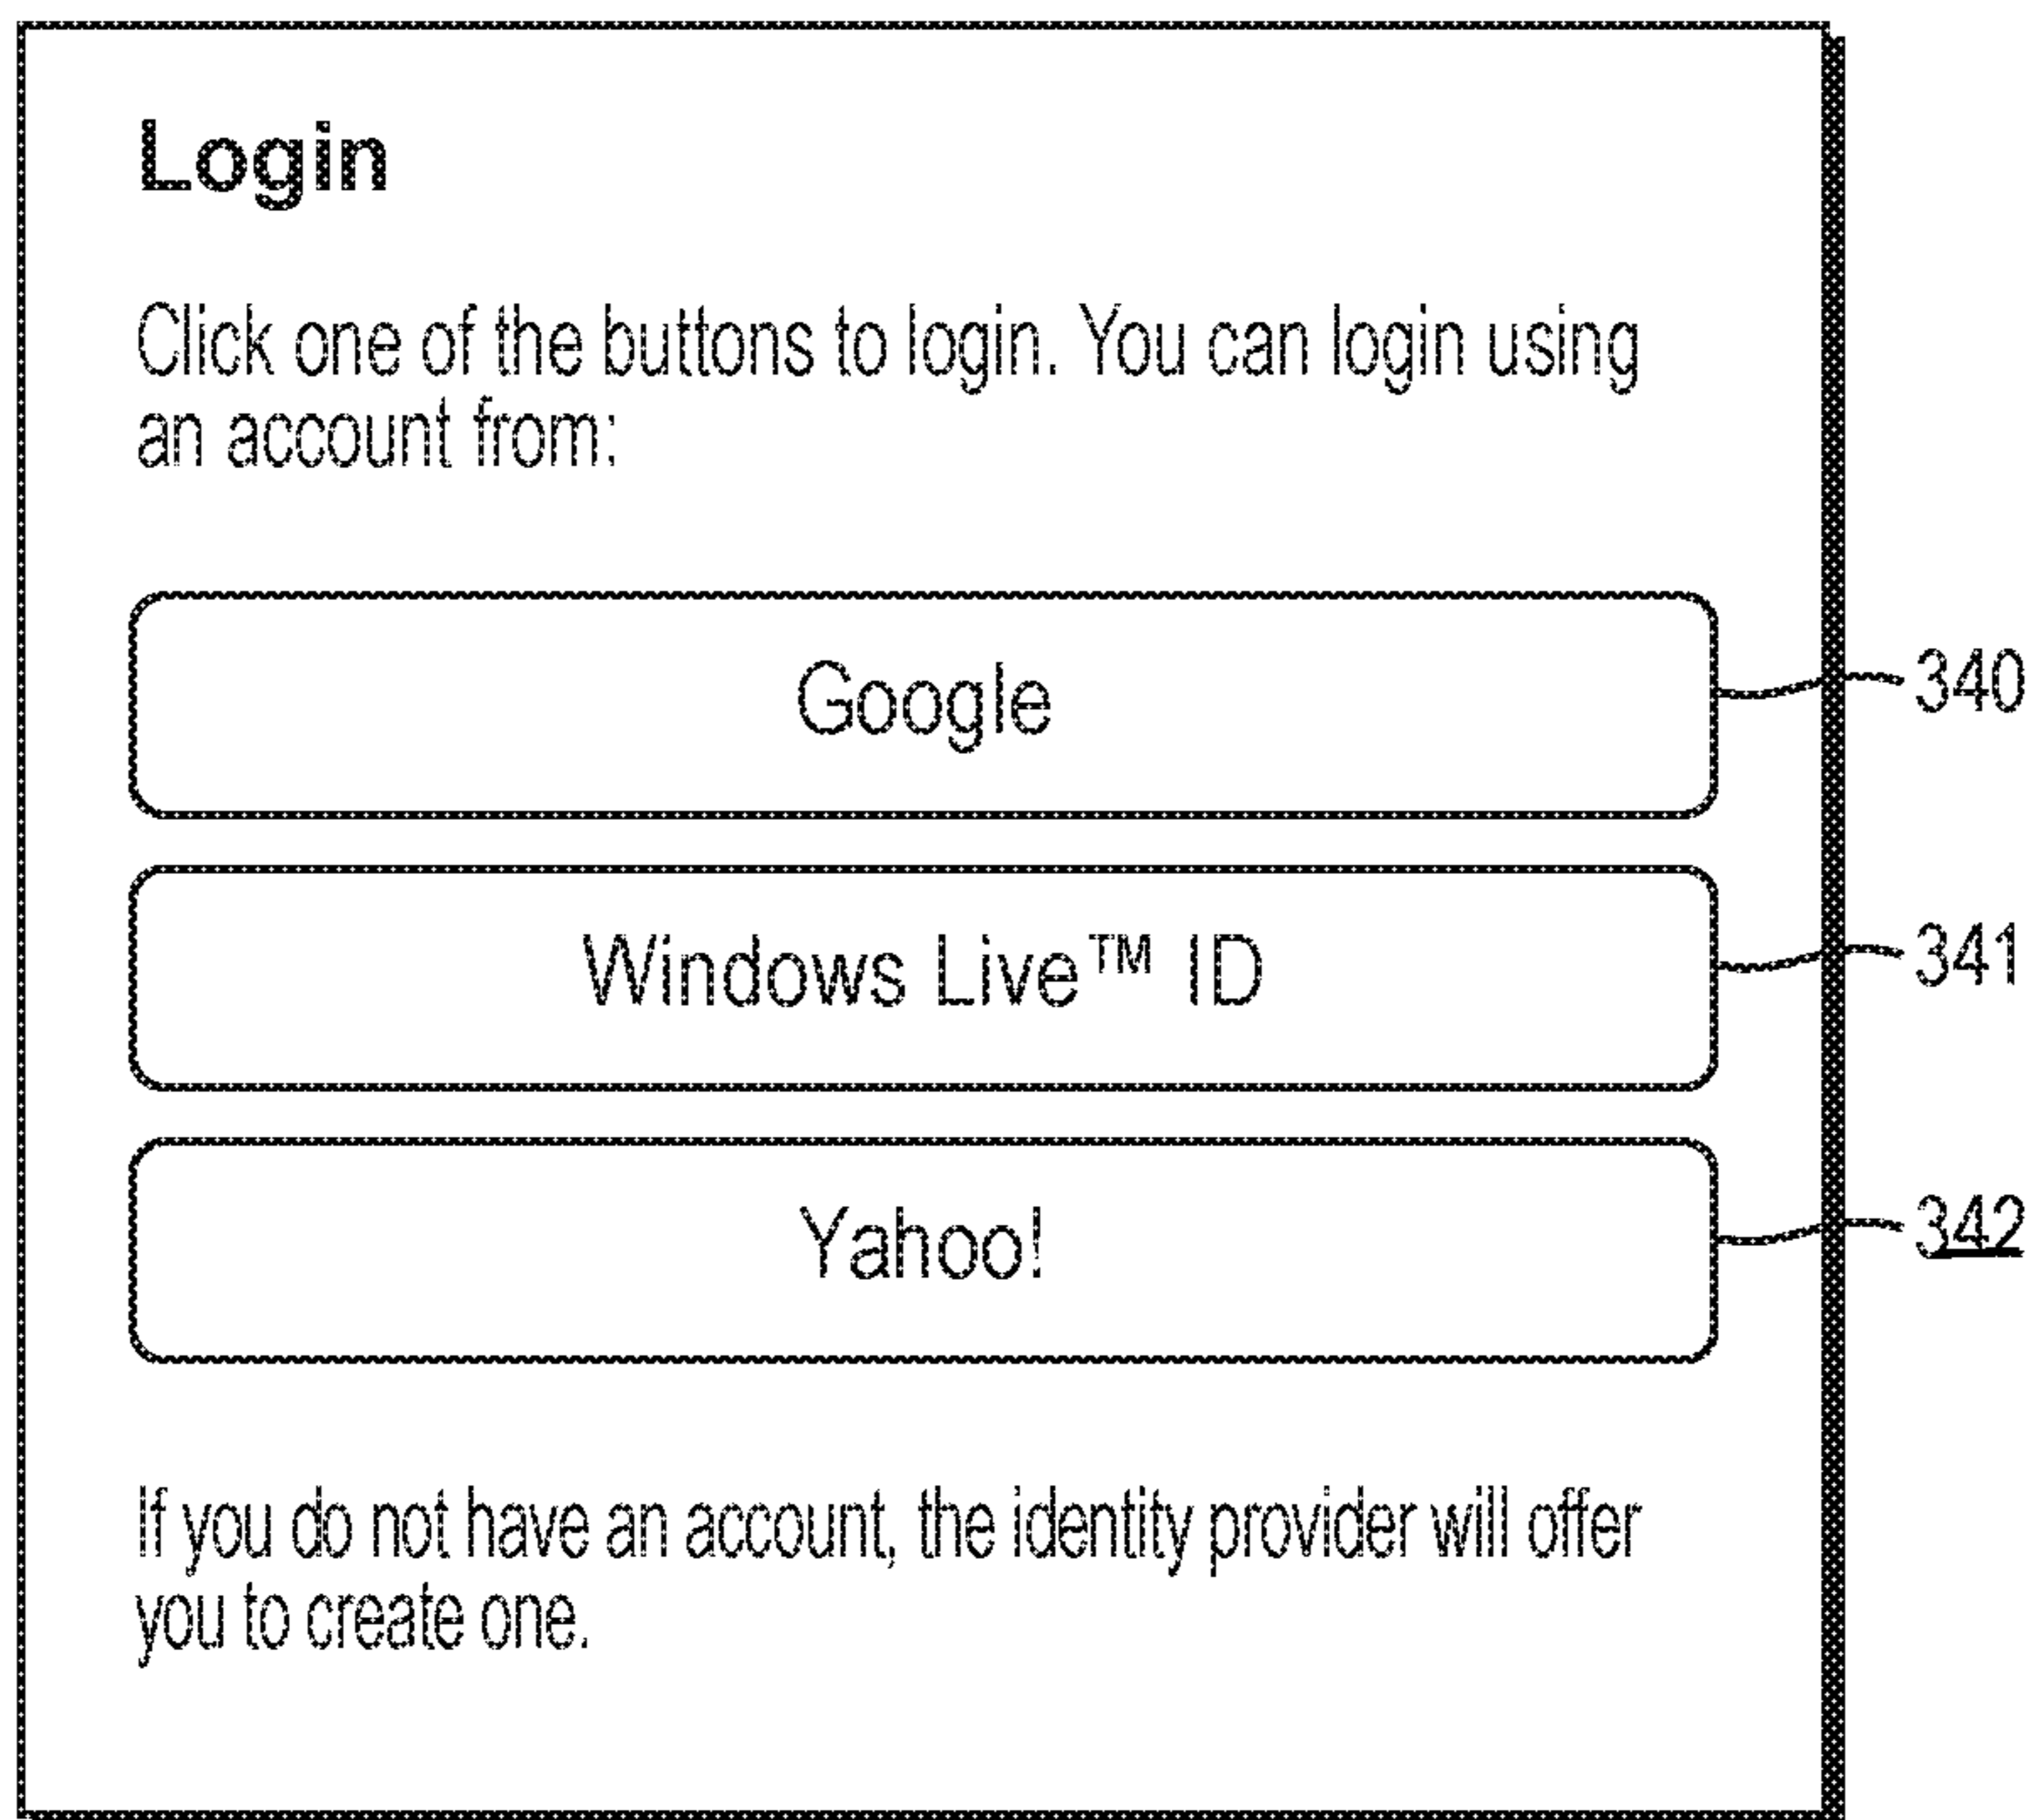 Login
Click one of the buttons to login. You can login using
an account from:
Google
340
Windows Live™ ID
341
Yahoo!
342
If you do not have an account, the identity provider will offer
you to create one.